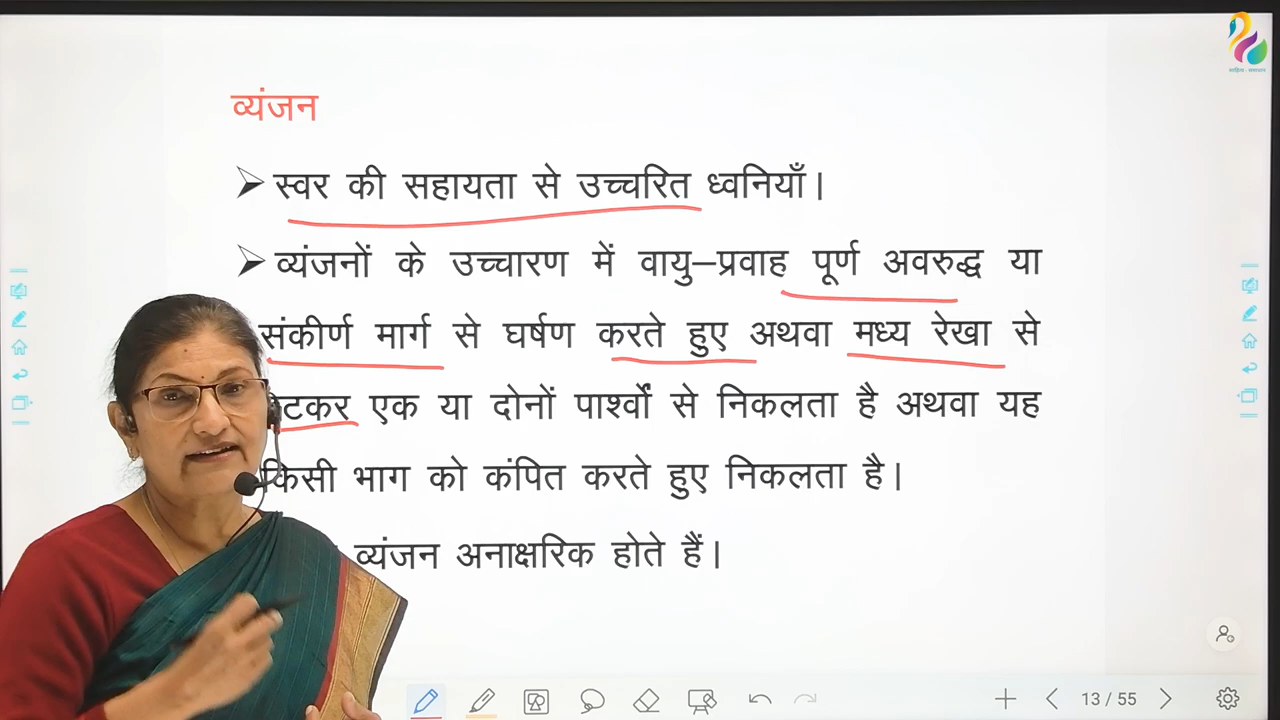 व्यंजन
स्वर की सहायता से उच्चरित ध्वनियाँ।
व्यंजनों के उच्चारण में वायु–प्रवाह पूर्ण अवरुद्ध या
संकीर्ण मार्ग से घर्षण करते हुए अथवा मध्य रेखा से
एक या दोनों पार्श्वों से निकलता है अथवा यह
किसी भाग को कंपित करते हुए निकलता है।
व्यंजन अनाक्षरिक होते हैं।
13 / 55